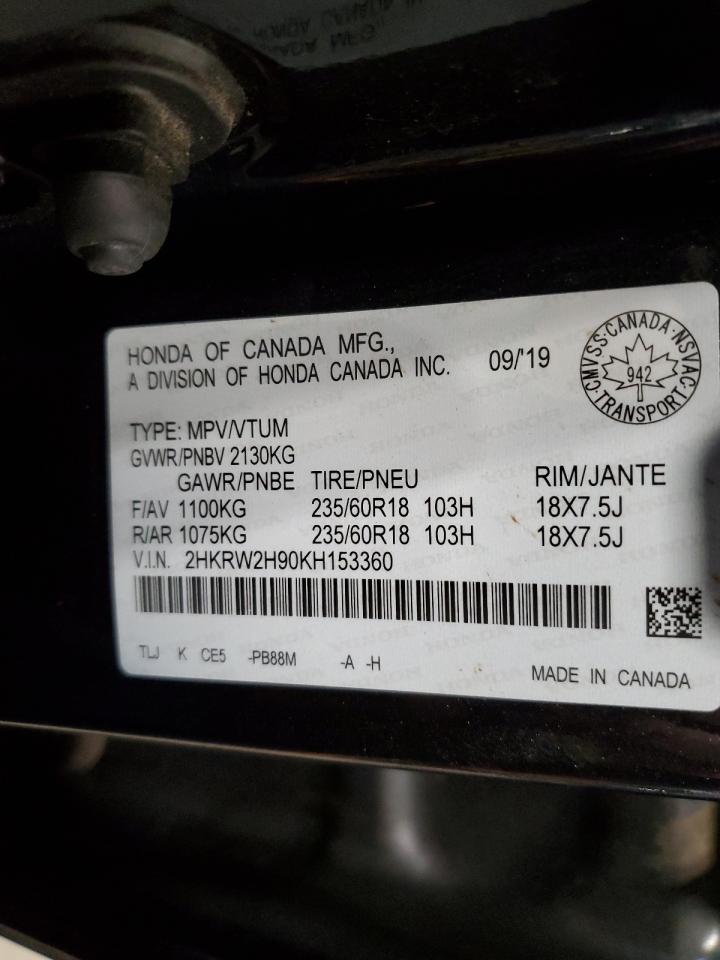 HONDA OF CANADA MFG.,
A DIVISION OF HONDA CANADA INC. 09/'19
CMVSS·CANADA·NSVAC·TRANSPORT·
942
TYPE: MPV/VTUM
GVWR/PNBV 2130KG
GAWR/PNBE TIRE/PNEU RIM/JANTE
F/AV 1100KG 235/60R18 103H 18X7.5J
R/AR 1075KG 235/60R18 103H 18X7.5J
V.I.N. 2HKRW2H90KH153360
TLJ K CE5 -PB88M -A -H
MADE IN CANADA